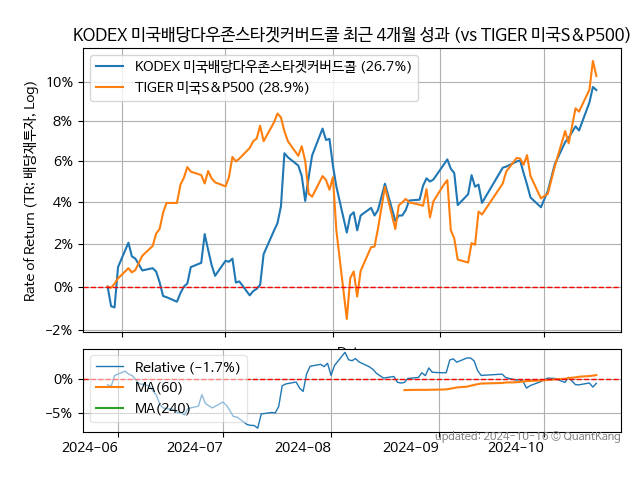 KODEX 미국배당다우존스타겟커버드콜 최근 4개월 성과 (vs TIGER 미국S&P500)
KODEX 미국배당다우존스타겟커버드콜 (26.7%)
TIGER 미국S&P500 (28.9%)
Rate of Return (TR: 배당재투자, Log)
10%
8%
6%
4%
2%
0%
−2%
Relative (−1.7%)
MA(60)
MA(240)
0%
−5%
2024-06
2024-07
2024-08
2024-09
2024-10
updated: 2024-10-16 © QuantKang